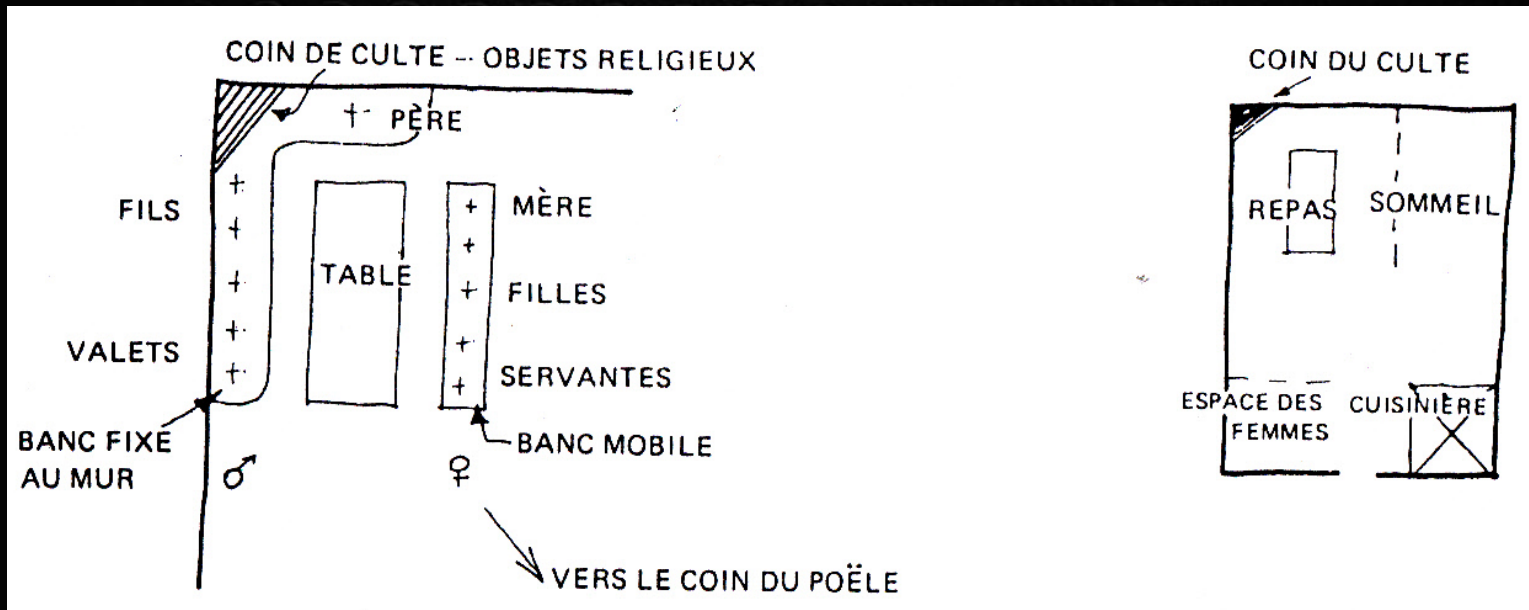 COIN DE CULTE -- OBJETS RELIGIEUX
PÈRE
FILS
VALETS
TABLE
MÈRE
FILLES
SERVANTES
BANC FIXÉ
AU MUR
BANC MOBILE
♂
♀
VERS LE COIN DU POËLE
COIN DU CULTE
REPAS
SOMMEIL
ESPACE DES
FEMMES
CUISINIÈRE